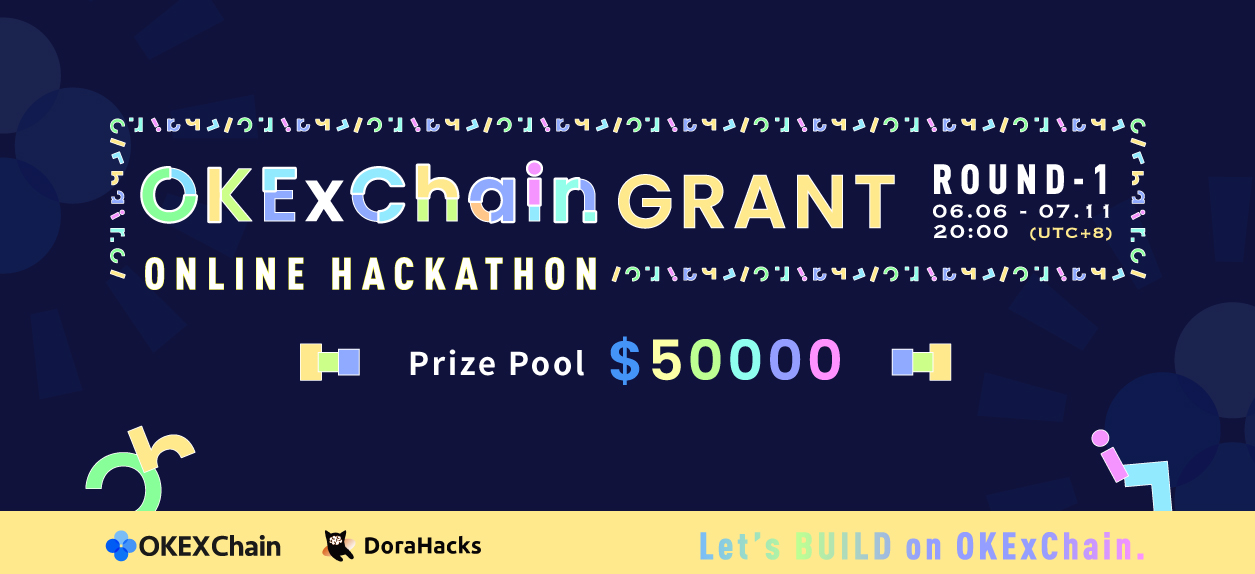 OKExChain GRANT
ROUND-1
06.06 - 07.11
20:00 (UTC+8)
ONLINE HACKATHON
Prize Pool $50000
OKEXChain
DoraHacks
Let's BUILD on OKExChain.